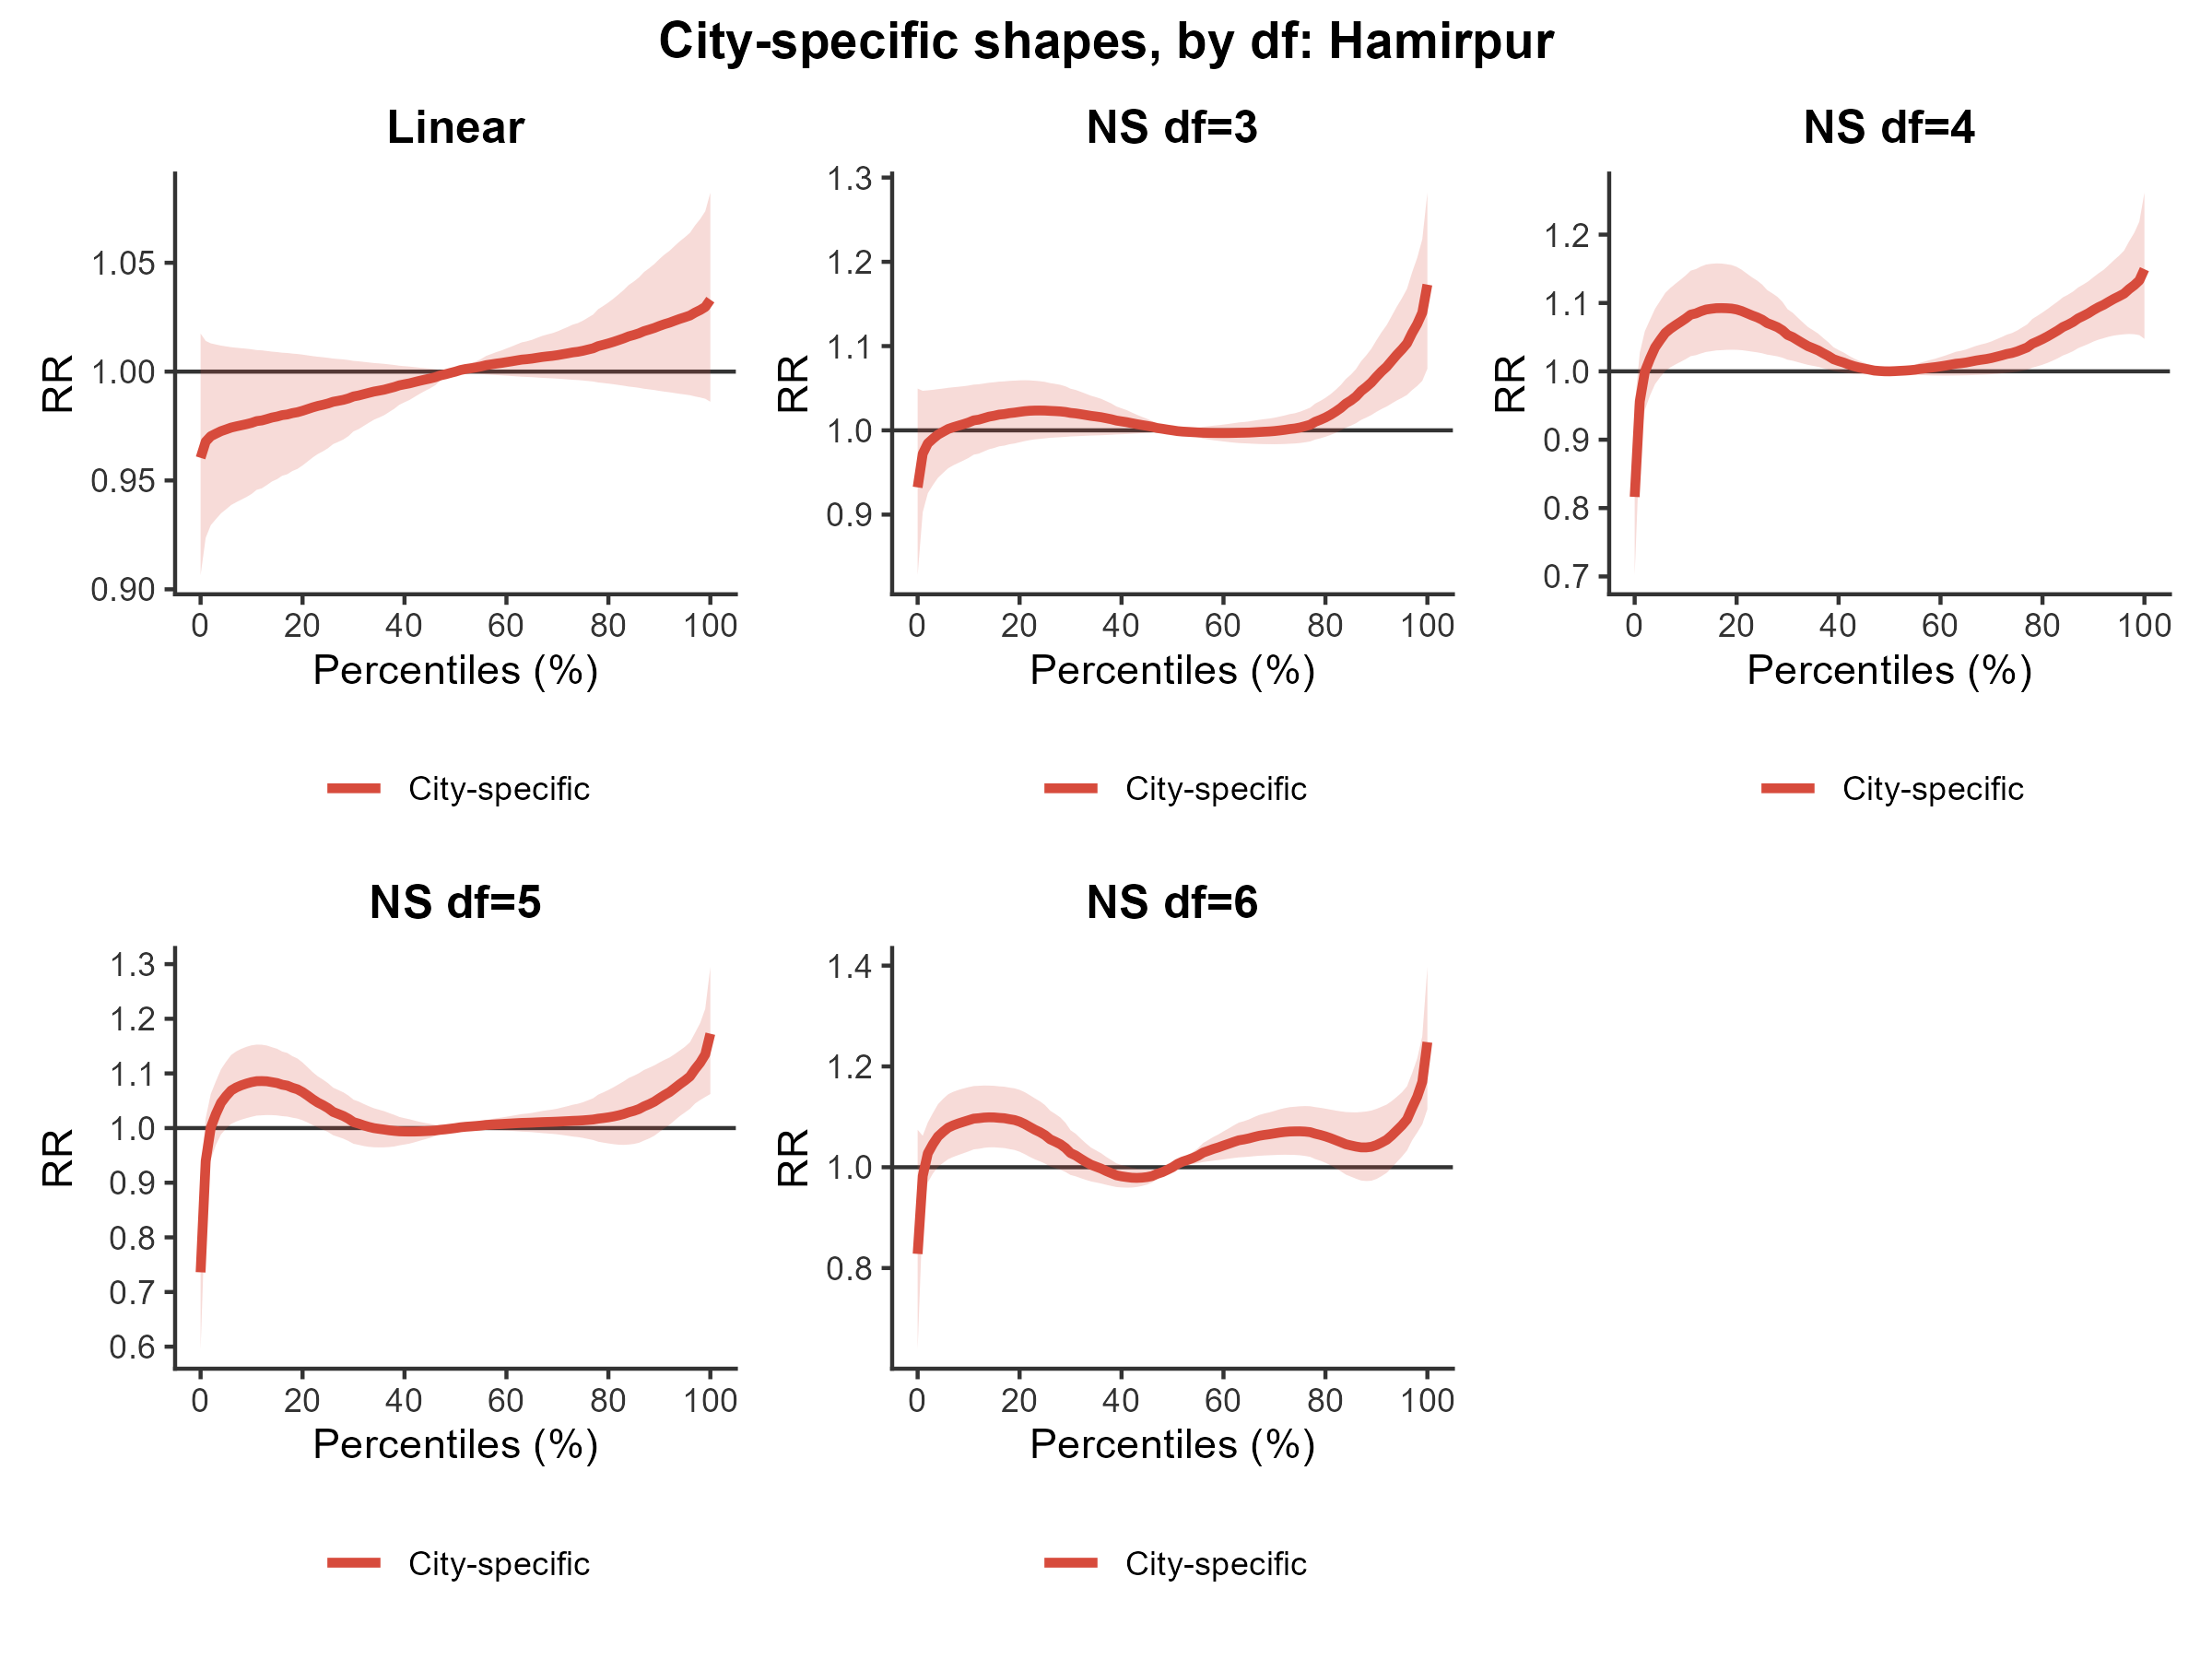 City-specific shapes, by df: Hamirpur
Linear
RR
1.05
1.00
0.95
0.90
0 20 40 60 80 100
Percentiles (%)
City-specific
NS df=3
RR
1.3
1.2
1.1
1.0
0.9
0 20 40 60 80 100
Percentiles (%)
City-specific
NS df=4
RR
1.2
1.1
1.0
0.9
0.8
0.7
0 20 40 60 80 100
Percentiles (%)
City-specific
NS df=5
RR
1.3
1.2
1.1
1.0
0.9
0.8
0.7
0.6
0 20 40 60 80 100
Percentiles (%)
City-specific
NS df=6
RR
1.4
1.2
1.0
0.8
0 20 40 60 80 100
Percentiles (%)
City-specific